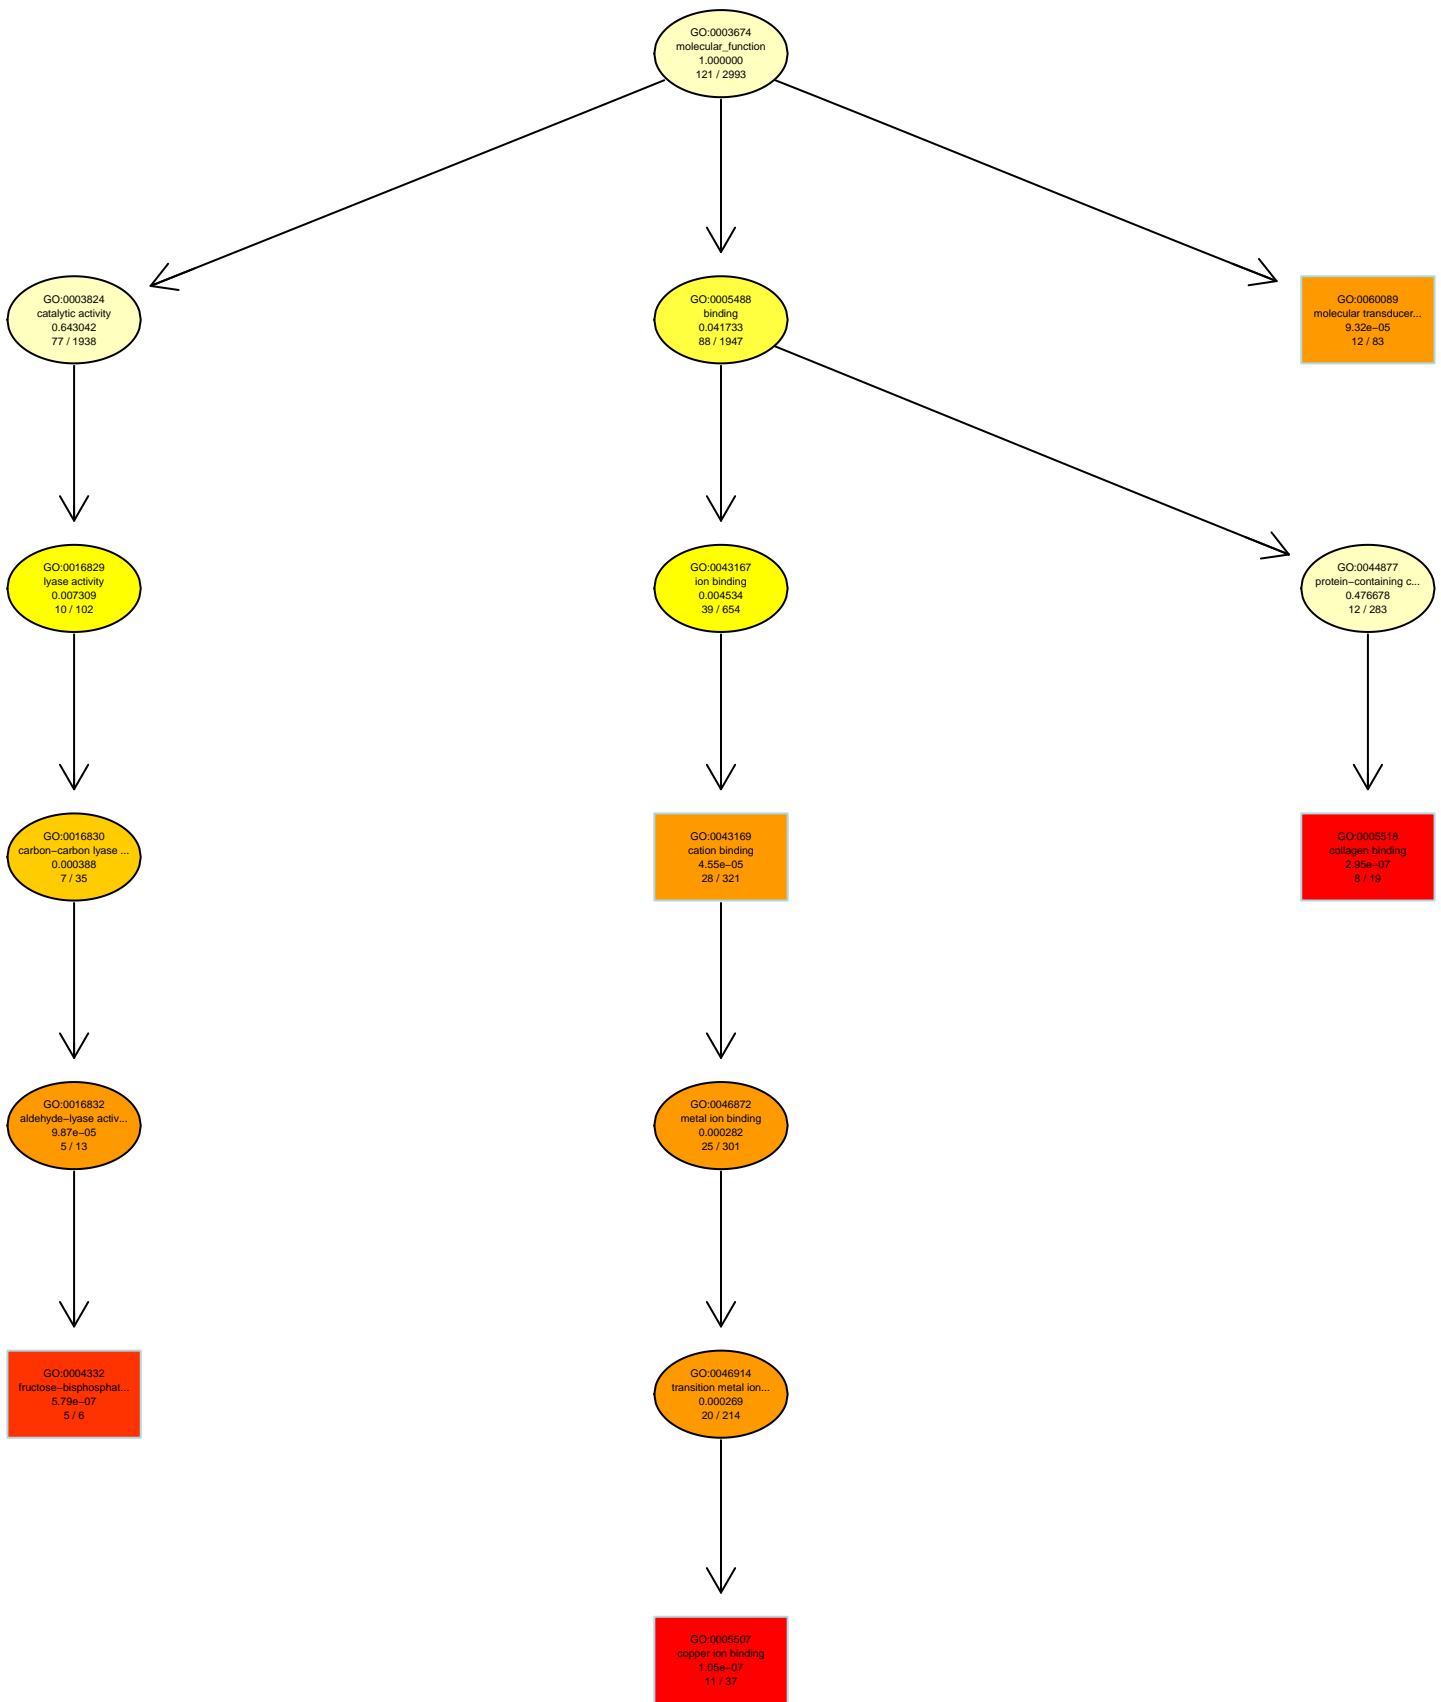 GO:0003674
molecular_function
1.000000
121 / 2993
GO:0003824
catalytic activity
0.643042
77 / 1938
GO:0005488
binding
0.041733
88 / 1947
GO:0060089
molecular transducer...
9.32e−05
12 / 83
GO:0016829
lyase activity
0.007309
10 / 102
GO:0043167
ion binding
0.004534
39 / 654
GO:0044877
protein−containing c...
0.476678
12 / 283
GO:0016830
carbon−carbon lyase ...
0.000388
7 / 35
GO:0043169
cation binding
4.55e−05
28 / 321
GO:0005518
collagen binding
2.95e−07
8 / 19
GO:0016832
aldehyde−lyase activ...
9.87e−05
5 / 13
GO:0046872
metal ion binding
0.000282
25 / 301
GO:0004332
fructose−bisphosphat...
5.79e−07
5 / 6
GO:0046914
transition metal ion...
0.000269
20 / 214
GO:0005507
copper ion binding
1.05e−07
11 / 37